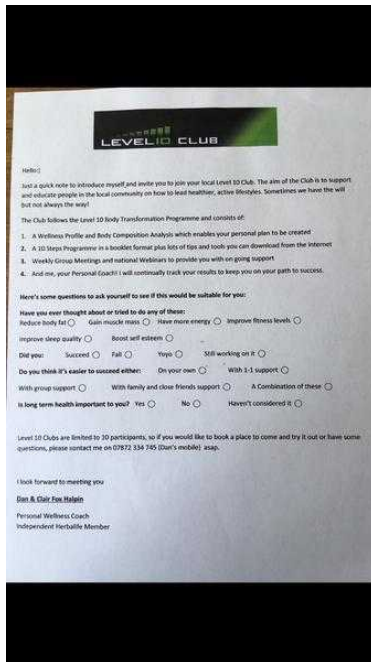 LEVEL10 CLUB
Hello!
Just a quick note to introduce myself and invite you to join your local Level 10 Club. The aim of the Club is to support
and educate people in the local community on how to lead healthier, active lifestyles. Sometimes we have the will
but not always the way!
The Club follows the Level 10 Body Transformation Programme and consists of:
1. A Wellness Profile and Body Composition Analysis which enables your personal plan to be created
2. A 10 Steps Programme in a booklet format plus lots of tips and tools you can download from the internet
3. Weekly Group Meetings and national Webinars to provide you with on going support
4. And me, your Personal Coach! I will continually track your results to keep you on your path to success.
Here's some questions to ask yourself to see if this would be suitable for you:
Have you ever thought about or tried to do any of these:
Reduce body fat Gain muscle mass Have more energy Improve fitness levels
Improve sleep quality Boost self esteem
Did you: Succeed Fail Yoyo Still working on it
Do you think it's easier to succeed either: On your own With 1-1 support
With group support With family and close friends support A Combination of these
Is long term health important to you? Yes No Haven't considered it
Level 10 Clubs are limited to 10 participants, so if you would like to book a place to come and try it out or have some
questions, please contact me on 07872 334 745 (Dan's mobile) asap.
I look forward to meeting you
Dan & Clair Fox Halpin
Personal Wellness Coach
Independent Herbalife Member